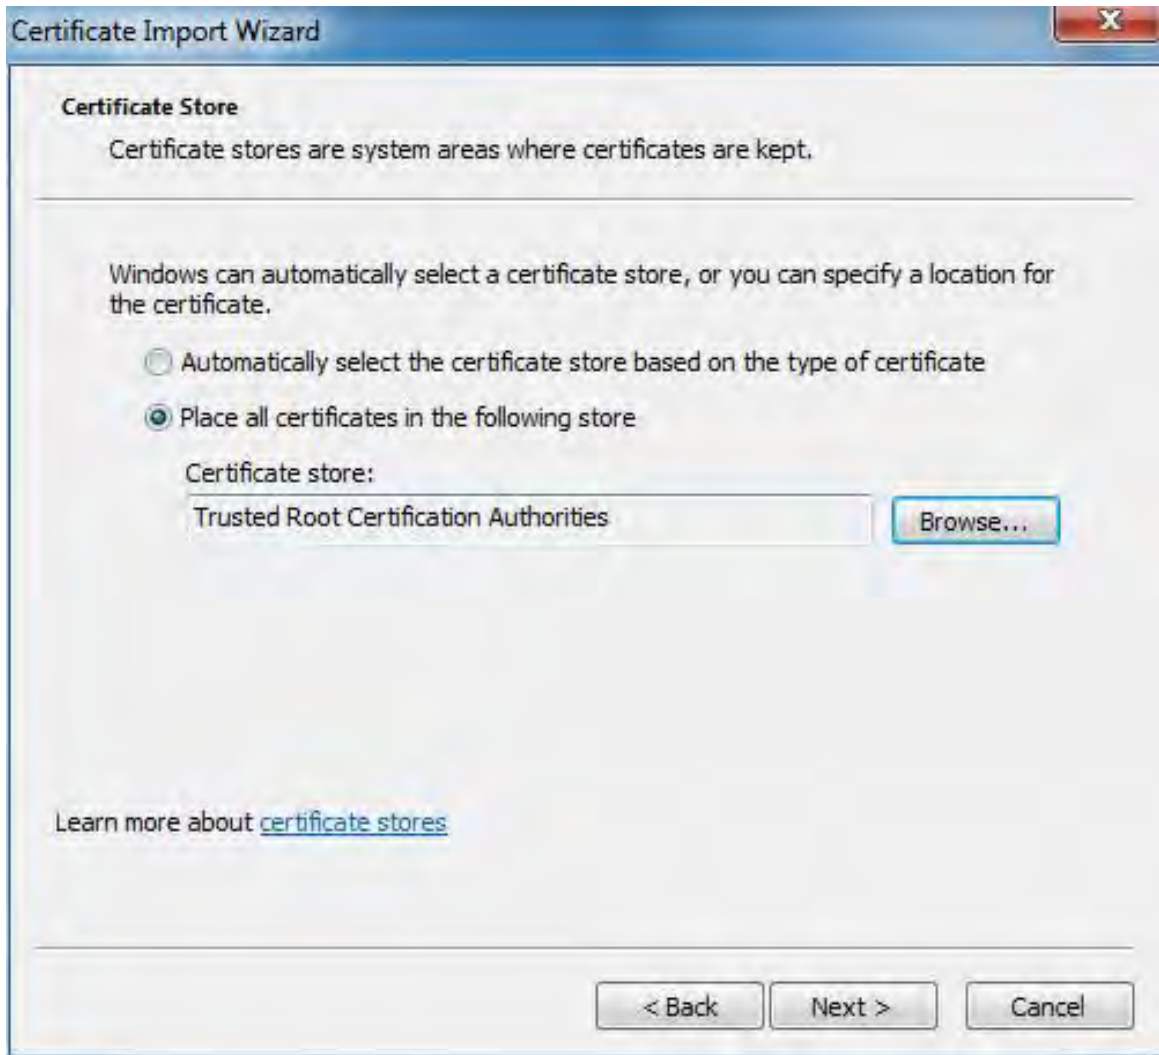 Certificate Import Wizard
X
Certificate Store
Certificate stores are system areas where certificates are kept.
Windows can automatically select a certificate store, or you can specify a location for
the certificate.
Automatically select the certificate store based on the type of certificate
Place all certificates in the following store
Certificate store:
Trusted Root Certification Authorities
Browse...
Learn more about certificate stores
< Back
Next >
Cancel